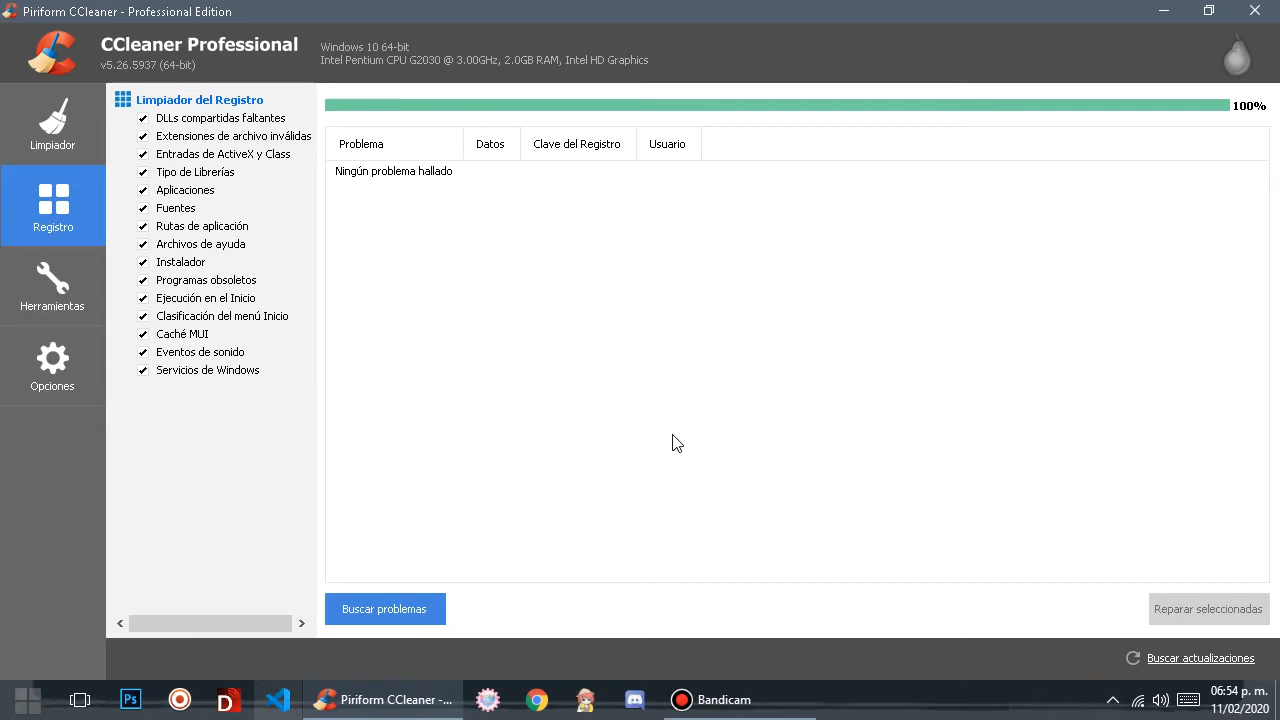 Piriform CCleaner - Professional Edition
CCleaner Professional
v5.26.5937 (64-bit)
Windows 10 64-bit
Intel Pentium CPU G2030 @ 3.00GHz, 2.0GB RAM, Intel HD Graphics
Limpiador
Registro
Herramientas
Opciones
Limpiador del Registro
DLLs compartidas faltantes
Extensiones de archivo inválidas
Entradas de ActiveX y Class
Tipo de Librerías
Aplicaciones
Fuentes
Rutas de aplicación
Archivos de ayuda
Instalador
Programas obsoletos
Ejecución en el Inicio
Clasificación del menú Inicio
Caché MUI
Eventos de sonido
Servicios de Windows
100%
Problema Datos Clave del Registro Usuario
Ningún problema hallado
Buscar problemas
Reparar seleccionadas
Buscar actualizaciones
Ps
Piriform CCleaner -...
Bandicam
06:54 p. m.
11/02/2020